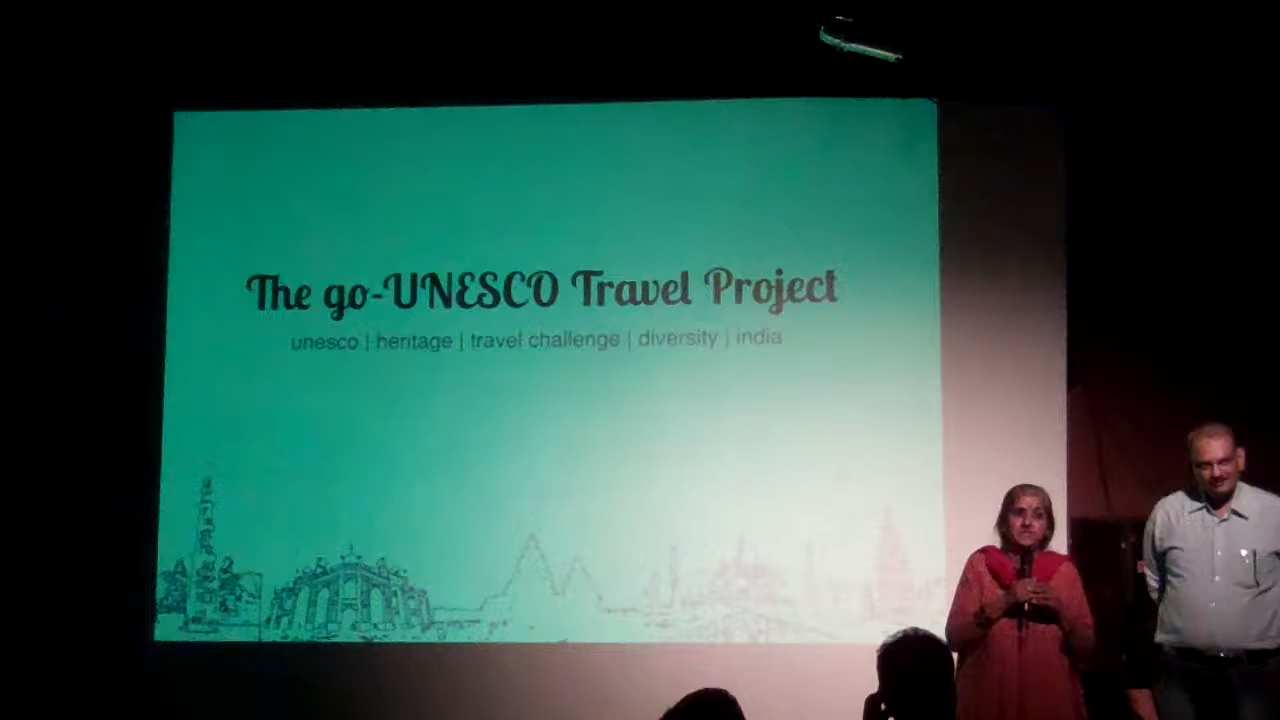 The go-UNESCO Travel Project
unesco | heritage | travel challenge | diversity | india